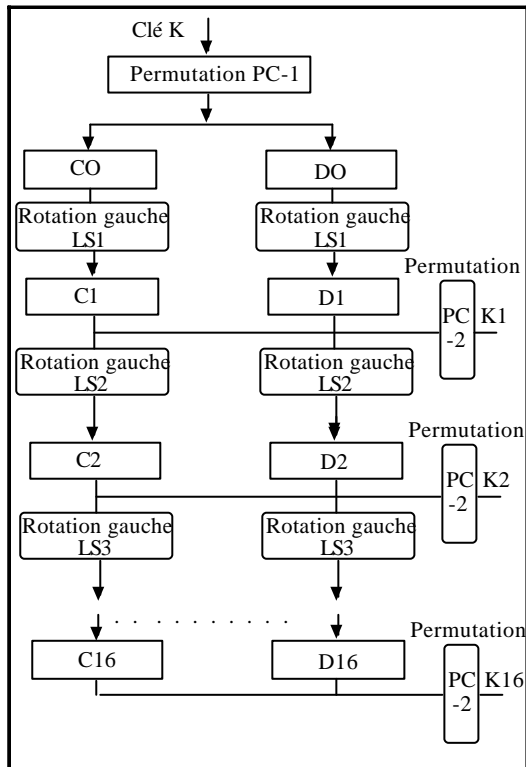 Clé K
Permutation PC-1
CO
DO
Rotation gauche
LS1
Rotation gauche
LS1
Permutation
C1
D1
PC
-2
K1
Rotation gauche
LS2
Rotation gauche
LS2
Permutation
C2
D2
PC
-2
K2
Rotation gauche
LS3
Rotation gauche
LS3
. . . . . . . . . .
Permutation
C16
D16
PC
-2
K16